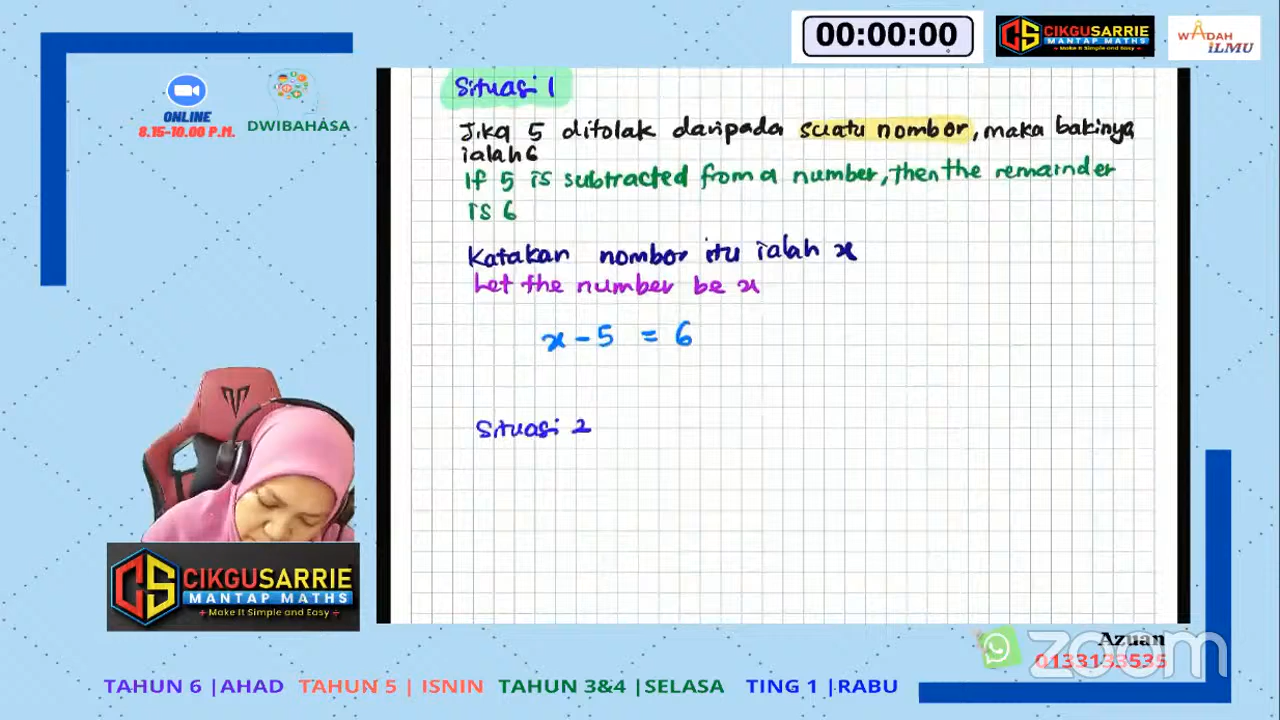 00:00:00
CS CIKGUSARRIE
MANTAP MATHS
Make It Simple and Easy
WADAH
ILMU
ONLINE
8.15-10.00 P.M.
DWIBAHASA
Situasi 1
Jika 5 ditolak daripada suatu nombor, maka bakinya
ialah 6
If 5 is subtracted from a number, then the remainder
is 6
Katakan nombor itu ialah x
Let the number be x
x - 5 = 6
Situasi 2
CS CIKGUSARRIE
MANTAP MATHS
+ Make It Simple and Easy ÷
Azuan
zoom
0133133535
TAHUN 6 |AHAD TAHUN 5 | ISNIN TAHUN 3&4 |SELASA TING 1 |RABU